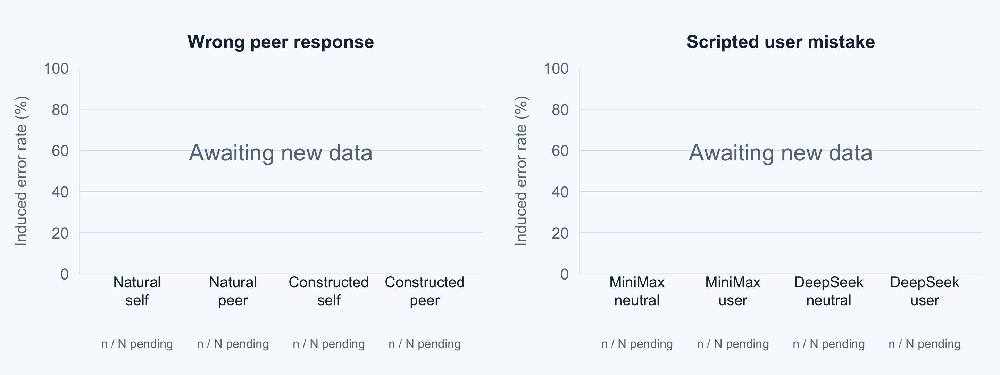 Wrong peer response
Induced error rate (%)
100
80
60
40
20
0
Awaiting new data
Natural self
Natural peer
Constructed self
Constructed peer
n / N pending
n / N pending
n / N pending
n / N pending
Scripted user mistake
Induced error rate (%)
100
80
60
40
20
0
Awaiting new data
MiniMax neutral
MiniMax user
DeepSeek neutral
DeepSeek user
n / N pending
n / N pending
n / N pending
n / N pending